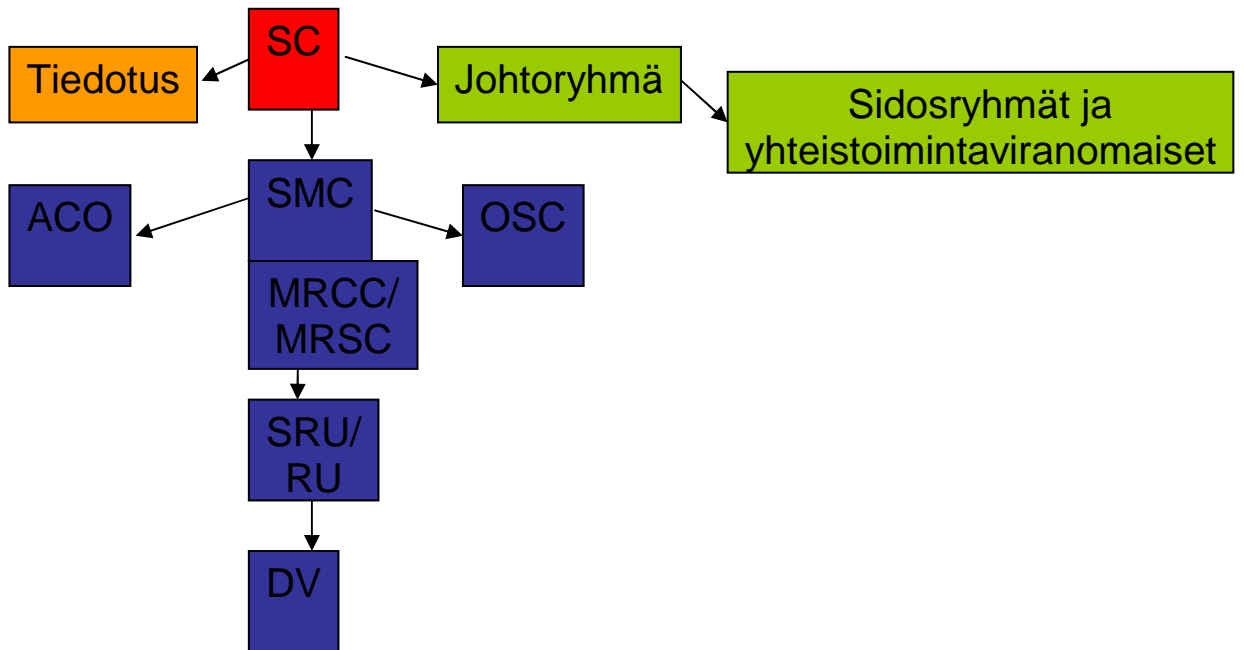 SC
Tiedotus
Johtoryhmä
Sidosryhmät ja
yhteistoimintaviranomaiset
SMC
ACO
OSC
MRCC/
MRSC
SRU/
RU
DV